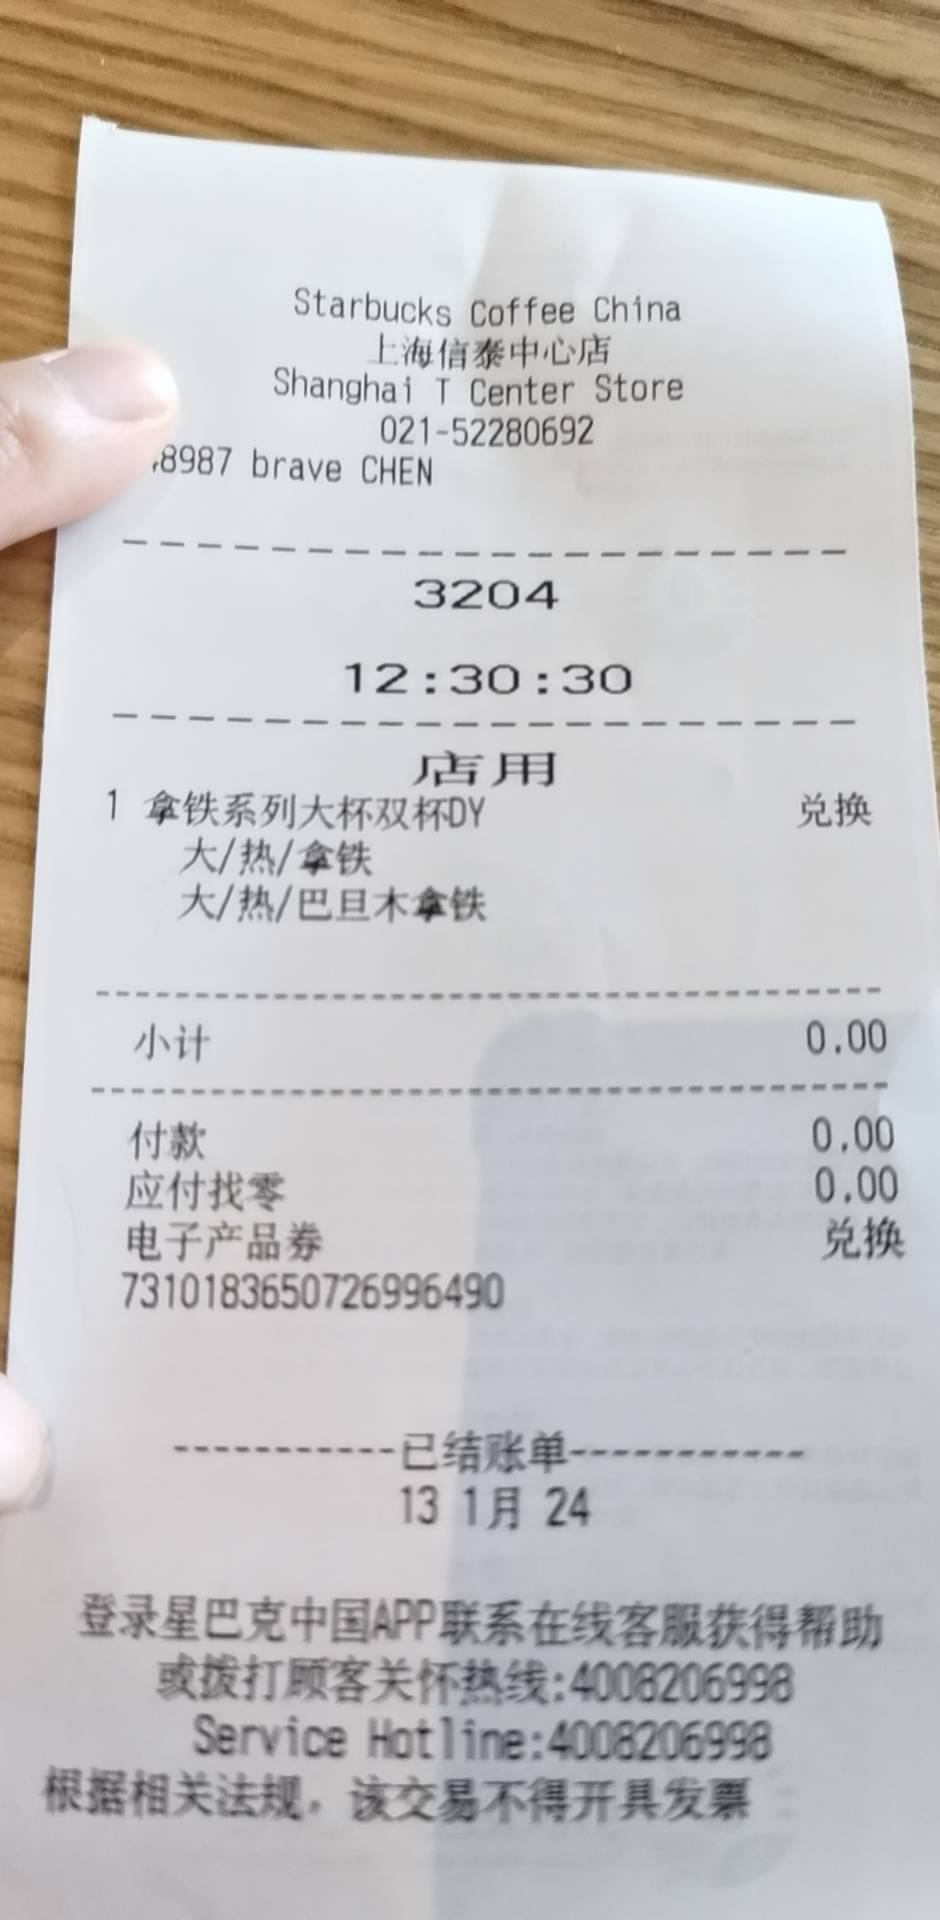 Starbucks Coffee China
上海信泰中心店
Shanghai T Center Store
021-52280692
8987 brave CHEN
3204
12:30:30
店用
1 拿铁系列大杯双杯DY 兑换
大/热/拿铁
大/热/巴旦木拿铁
小计 0.00
付款 0.00
应付找零 0.00
电子产品券 兑换
7310183650726996490
-----------已结账单-----------
13 1月 24
登录星巴克中国APP联系在线客服获得帮助
或拨打顾客关怀热线:4008206998
Service Hotline:4008206998
根据相关法规，该交易不得开具发票